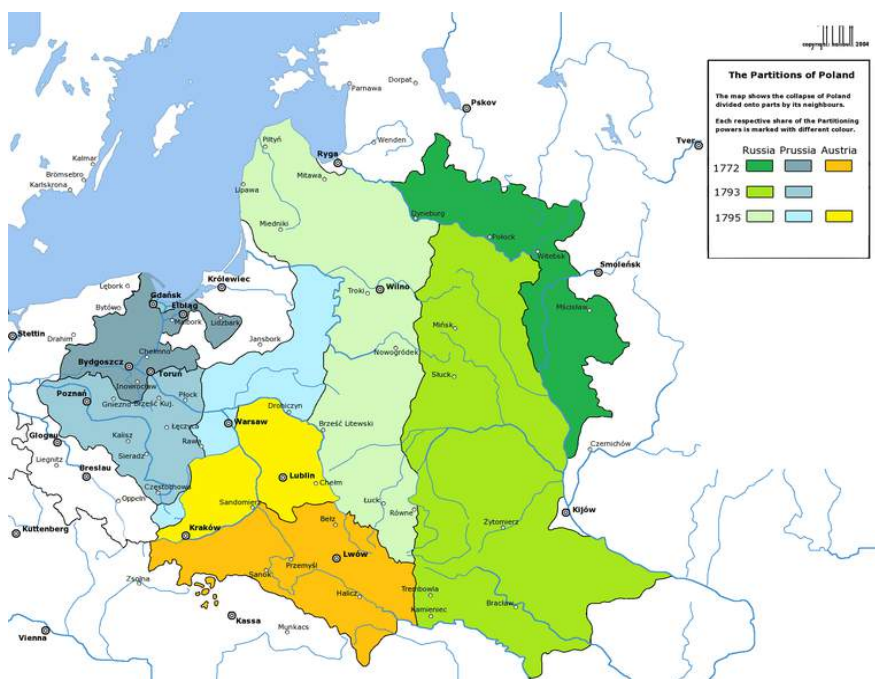 copyright: halibutt 2004
The Partitions of Poland
The map shows the collapse of Poland
divided onto parts by its neighbours.
Each respective share of the Partitioning
powers is marked with different colour.
Russia Prussia Austria
1772
1793
1795
Parnawa
Dorpat
Pskov
Piltyń
Wenden
Ryga
Tver
Kalmar
Brömsebro
Karlskrona
Mitawa
Lipawa
Dyneburg
Miedniki
Połock
Witebsk
Smoleńsk
Królewiec
Troki
Wilno
Lębork
Gdańsk
Bytów
Elbląg
Malbork
Lidzbark
Mścisław
Stettin
Drahim
Mińsk
Jansbork
Chełmno
Nowogródek
Bydgoszcz
Toruń
Słuck
Inowrocław
Poznań
Gniezno
Brześć Kuj.
Płock
Drohiczyn
Warsaw
Brześć Litewski
Łęczyca
Glogau
Kalisz
Rawa
Czernichów
Liegnitz
Sieradz
Breslau
Lublin
Chełm
Częstochowa
Oppeln
Sandomierz
Łuck
Równe
Kijów
Bełz
Żytomierz
Kuttenberg
Kraków
Lwów
Przemyśl
Sanok
Zsolna
Halicz
Trembowla
Bracław
Kamieniec
Kassa
Munkacs
Vienna